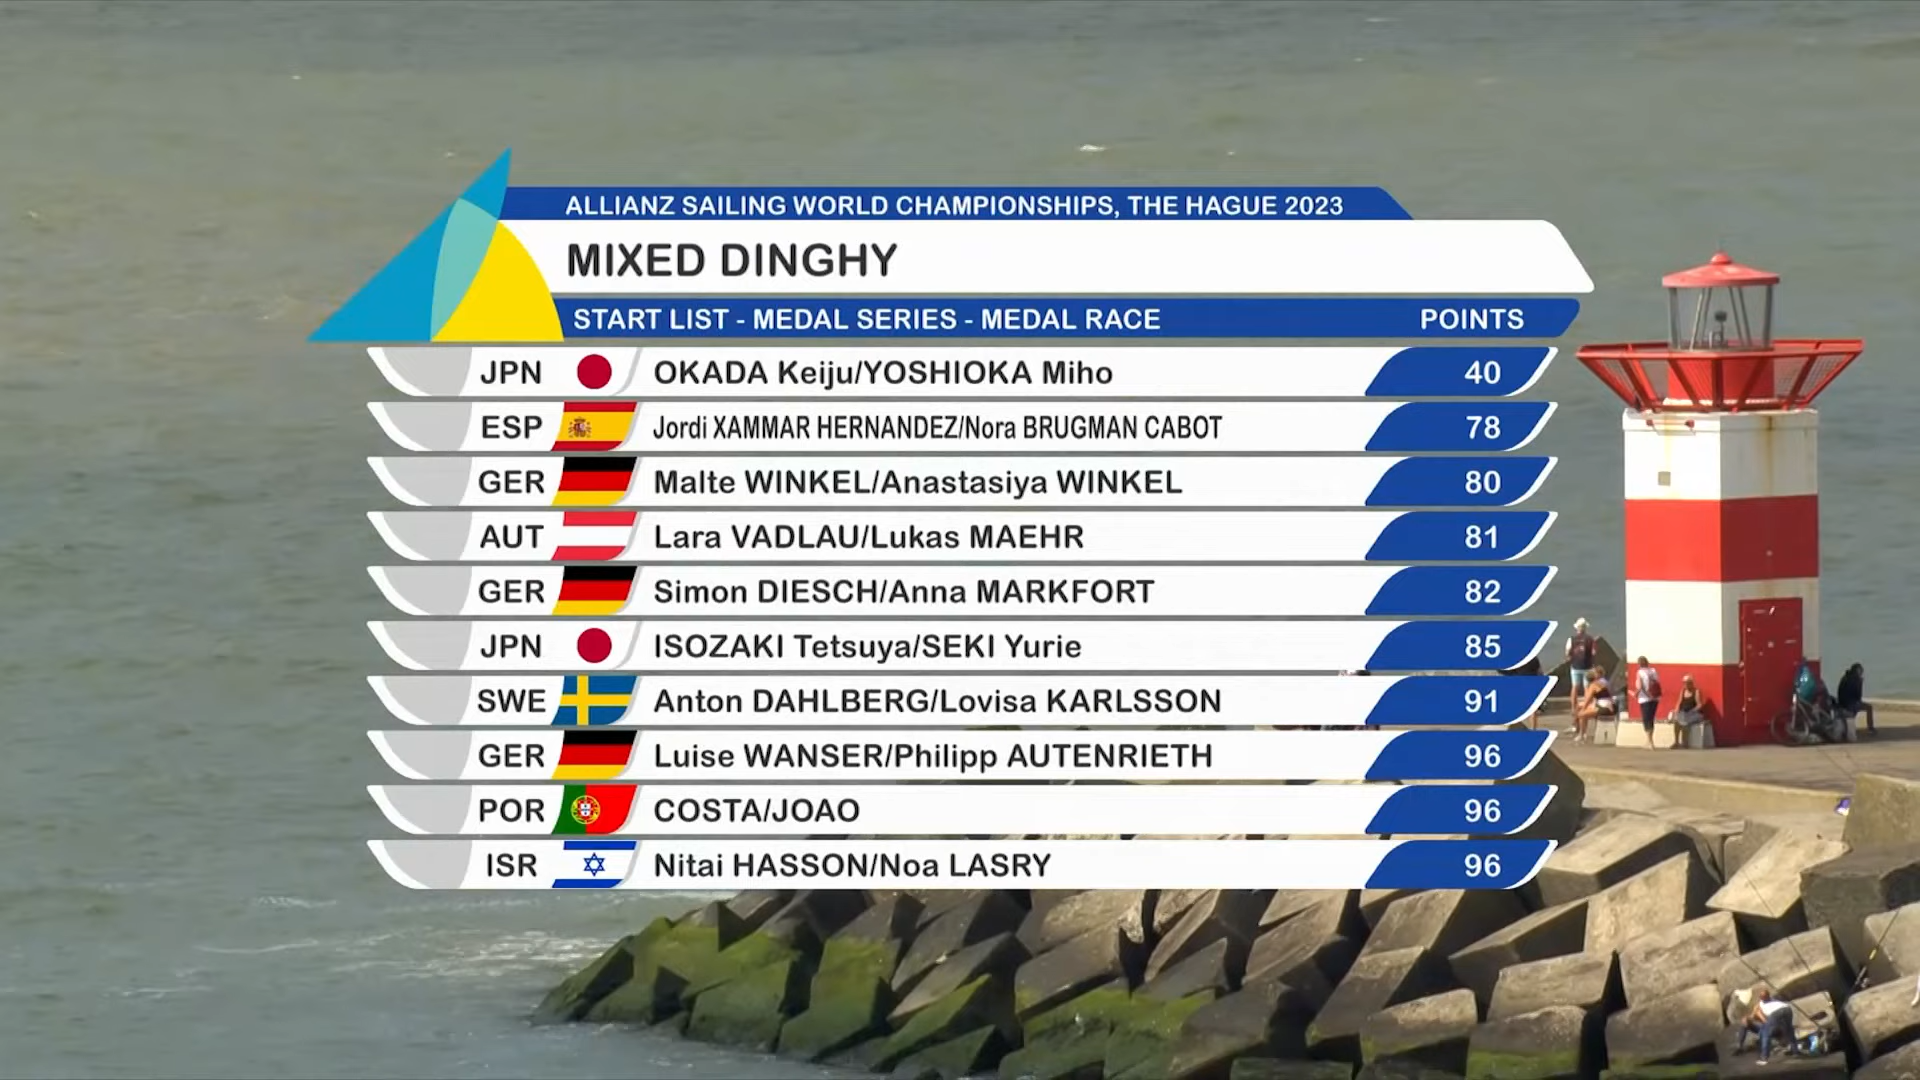 ALLIANZ SAILING WORLD CHAMPIONSHIPS, THE HAGUE 2023
MIXED DINGHY
START LIST - MEDAL SERIES - MEDAL RACE POINTS
JPN OKADA Keiju/YOSHIOKA Miho 40
ESP Jordi XAMMAR HERNANDEZ/Nora BRUGMAN CABOT 78
GER Malte WINKEL/Anastasiya WINKEL 80
AUT Lara VADLAU/Lukas MAEHR 81
GER Simon DIESCH/Anna MARKFORT 82
JPN ISOZAKI Tetsuya/SEKI Yurie 85
SWE Anton DAHLBERG/Lovisa KARLSSON 91
GER Luise WANSER/Philipp AUTENRIETH 96
POR COSTA/JOAO 96
ISR Nitai HASSON/Noa LASRY 96